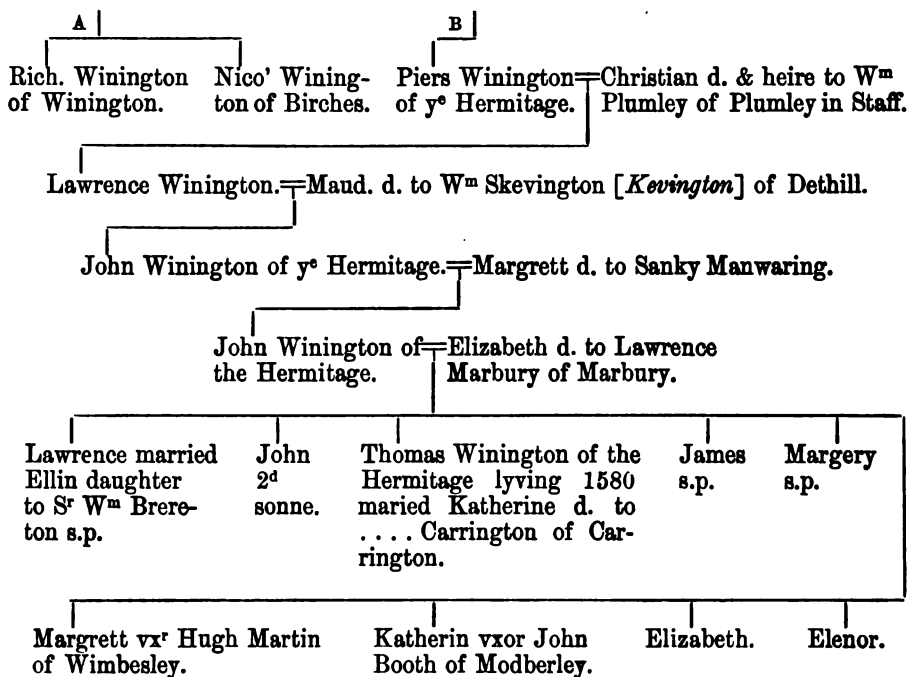 A B
Rich. Winington of Winington.
Nico' Wining-
ton of Birches.
Piers Winington
of yᵉ Hermitage.
Christian d. & heire to Wᵐ
Plumley of Plumley in Staff.
Lawrence Winington. Maud. d. to Wᵐ Skevington [Kevington] of Dethill.
John Winington of yᵉ Hermitage. Margrett d. to Sanky Manwaring.
John Winington of
the Hermitage.
Elizabeth d. to Lawrence
Marbury of Marbury.
Lawrence married
Ellin daughter
to Sʳ Wᵐ Brere-
ton s.p.
John
2ᵈ
sonne.
Thomas Winington of the
Hermitage lyving 1580
maried Katherine d. to
.... Carrington of Car-
rington.
James
s.p.
Margery
s.p.
Margrett vxʳ Hugh Martin
of Wimbesley.
Katherin vxor John
Booth of Modberley.
Elizabeth.
Elenor.